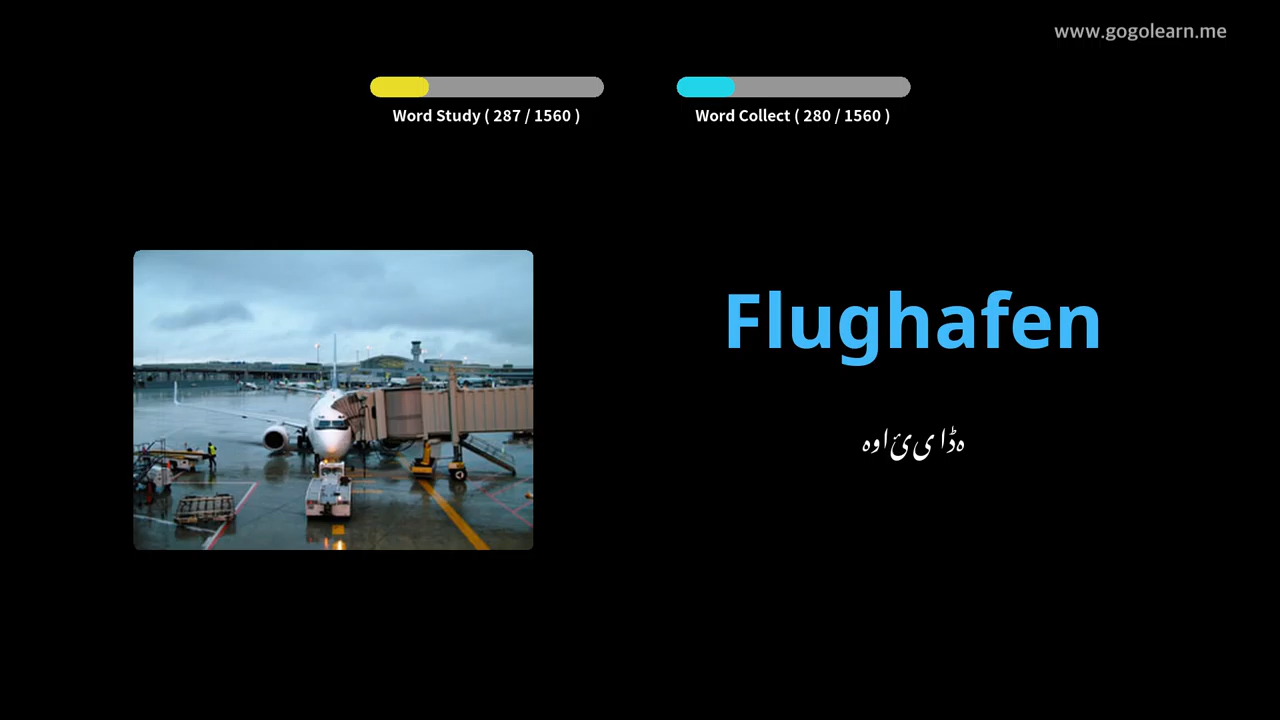 www.gogolearn.me
Word Study ( 287 / 1560 )
Word Collect ( 280 / 1560 )
Flughafen
ہوائی اڈہ